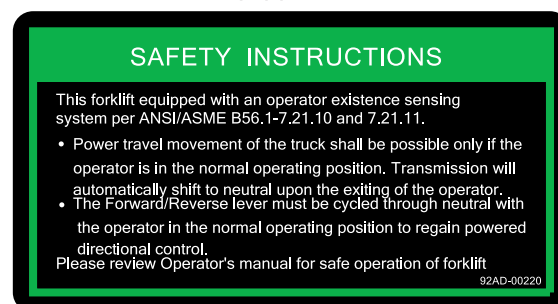 SAFETY INSTRUCTIONS
This forklift equipped with an operator existence sensing
system per ANSI/ASME B56.1-7.21.10 and 7.21.11.
• Power travel movement of the truck shall be possible only if the
operator is in the normal operating position. Transmission will
automatically shift to neutral upon the exiting of the operator.
• The Forward/Reverse lever must be cycled through neutral with
the operator in the normal operating position to regain powered
directional control.
Please review Operator's manual for safe operation of forklift
92AD-00220